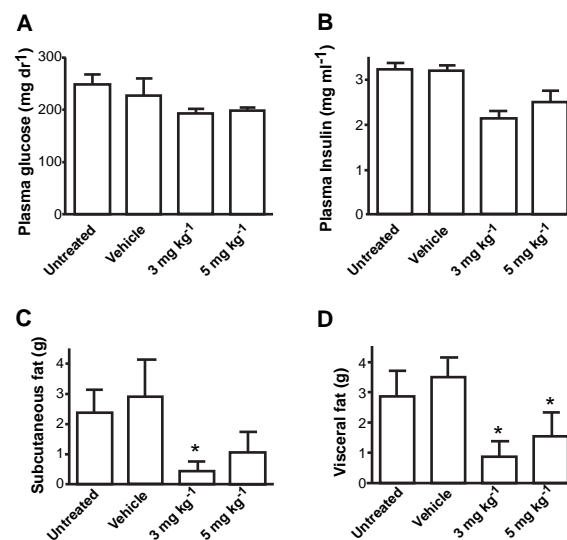 A
Plasma glucose (mg dr¹)
300
200
100
0
Untreated
Vehicle
3 mg kg⁻¹
5 mg kg⁻¹
B
Plasma Insulin (mg ml⁻¹)
3
2
1
0
Untreated
Vehicle
3 mg kg⁻¹
5 mg kg⁻¹
C
Subcutaneous fat (g)
4
3
2
1
0
*
Untreated
Vehicle
3 mg kg⁻¹
5 mg kg⁻¹
D
Visceral fat (g)
4
3
2
1
0
*
*
Untreated
Vehicle
3 mg kg⁻¹
5 mg kg⁻¹